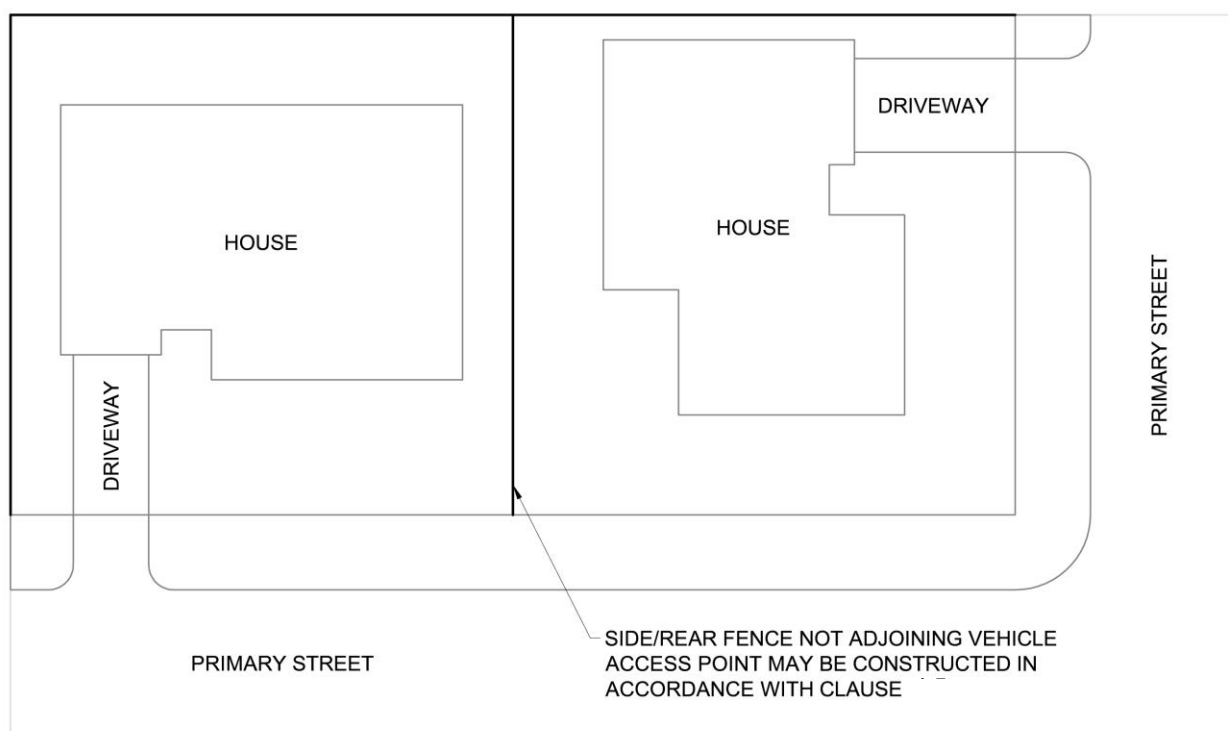 DRIVEWAY
HOUSE
HOUSE
PRIMARY STREET
DRIVEWAY
SIDE/REAR FENCE NOT ADJOINING VEHICLE
ACCESS POINT MAY BE CONSTRUCTED IN
ACCORDANCE WITH CLAUSE
PRIMARY STREET